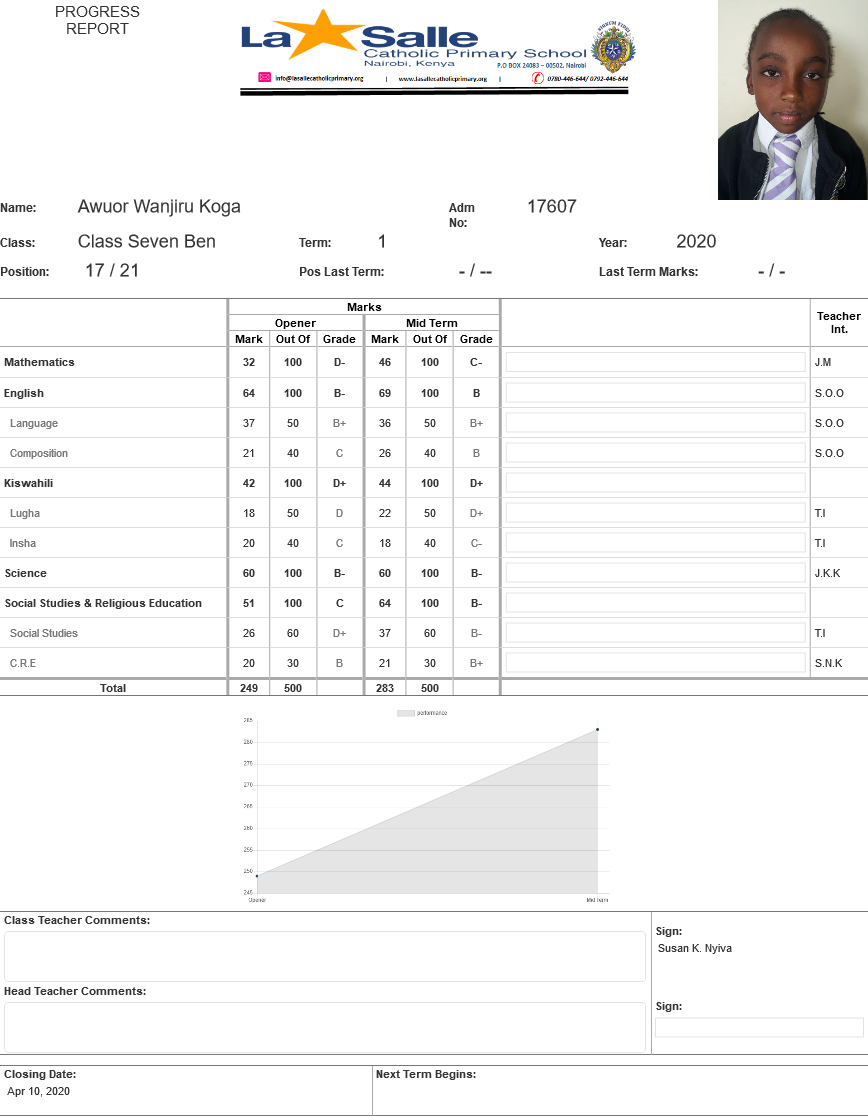 PROGRESS
REPORT
La Salle
Catholic Primary School
Nairobi, Kenya
P.O BOX 24083 – 00502, Nairobi
info@lasallecatholicprimary.org | www.lasallecatholicprimary.org | 0780-446-644/ 0792-446-644
Name: Awuor Wanjiru Koga Adm No: 17607
Class: Class Seven Ben Term: 1 Year: 2020
Position: 17 / 21 Pos Last Term: - / -- Last Term Marks: - / -
Marks
Opener Mid Term Teacher Int.
Mark Out Of Grade Mark Out Of Grade
Mathematics 32 100 D- 46 100 C- J.M
English 64 100 B- 69 100 B S.O.O
Language 37 50 B+ 36 50 B+ S.O.O
Composition 21 40 C 26 40 B S.O.O
Kiswahili 42 100 D+ 44 100 D+
Lugha 18 50 D 22 50 D+ T.I
Insha 20 40 C 18 40 C- T.I
Science 60 100 B- 60 100 B- J.K.K
Social Studies & Religious Education 51 100 C 64 100 B-
Social Studies 26 60 D+ 37 60 B- T.I
C.R.E 20 30 B 21 30 B+ S.N.K
Total 249 500 283 500
performance
285
280
275
270
265
260
255
250
245
Opener Mid Term
Class Teacher Comments:
Sign:
Susan K. Nyiva
Head Teacher Comments:
Sign:
Closing Date: Next Term Begins:
Apr 10, 2020